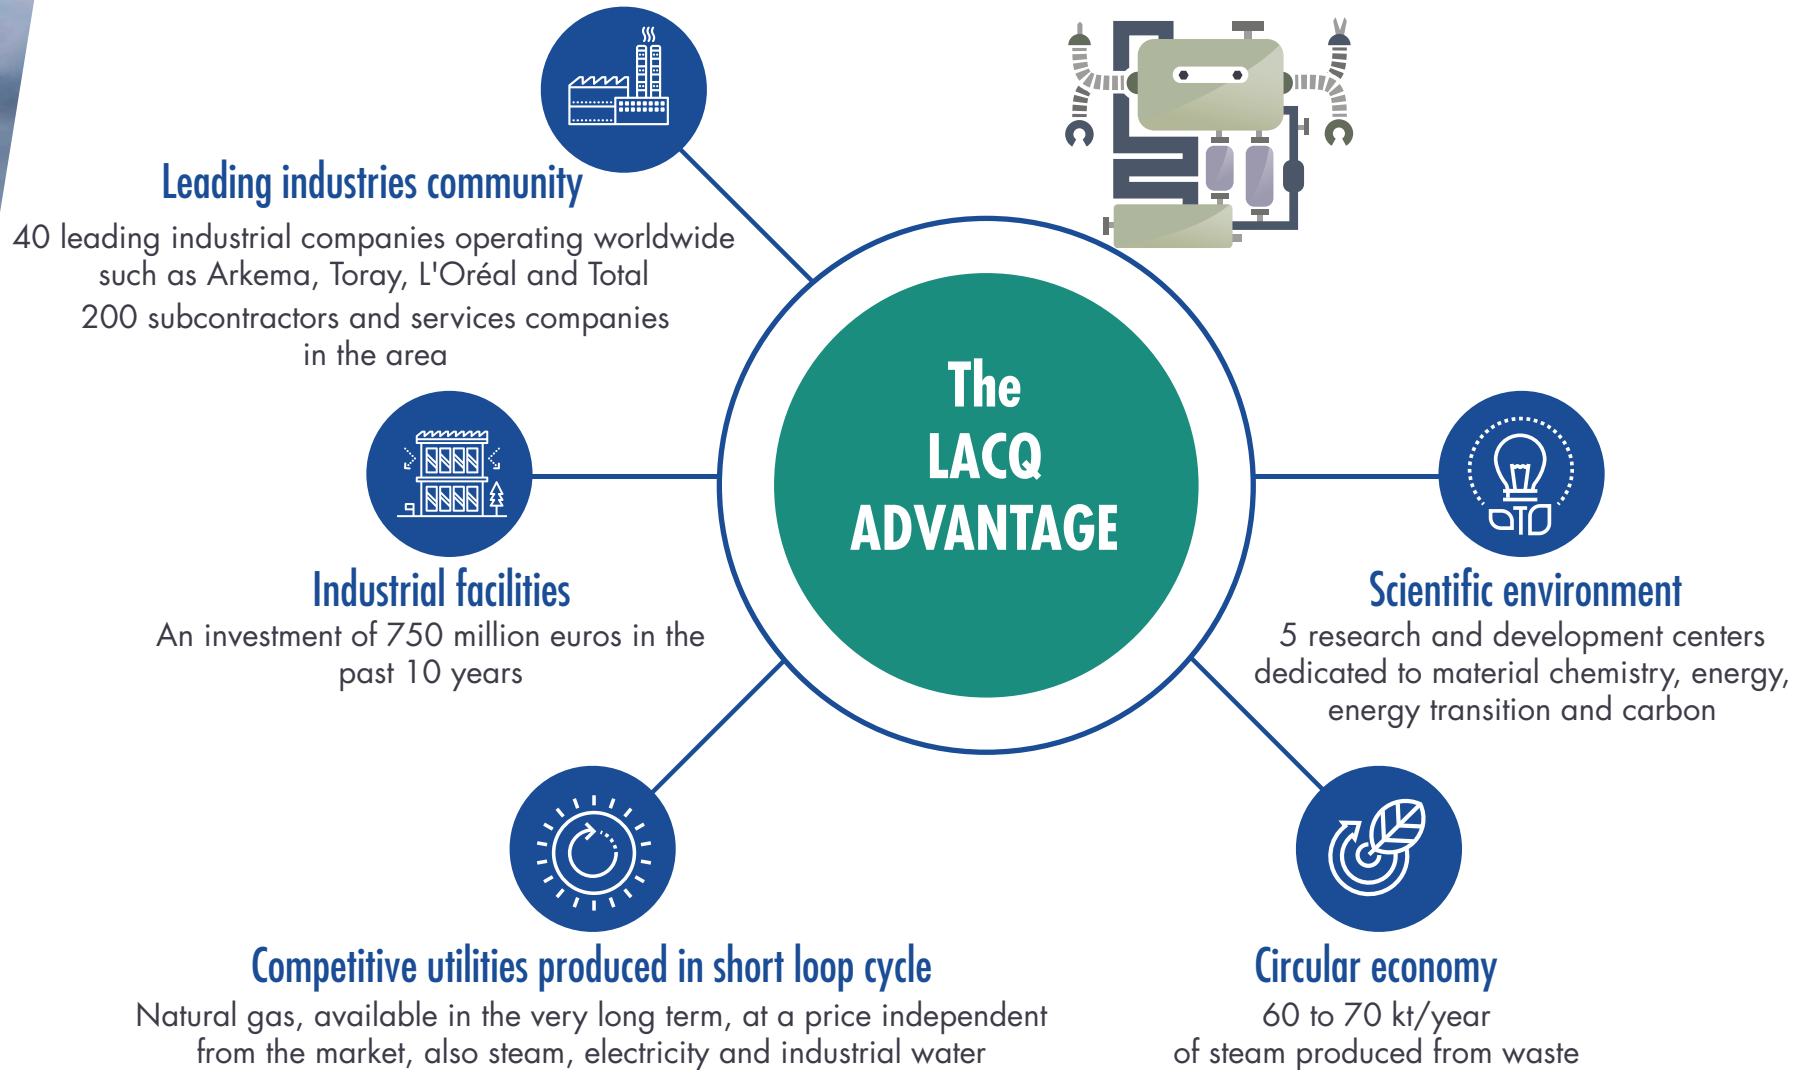 Leading industries community
40 leading industrial companies operating worldwide
such as Arkema, Toray, L'Oréal and Total
200 subcontractors and services companies
in the area
The
LACQ
ADVANTAGE
Industrial facilities
An investment of 750 million euros in the
past 10 years
Scientific environment
5 research and development centers
dedicated to material chemistry, energy,
energy transition and carbon
Competitive utilities produced in short loop cycle
Natural gas, available in the very long term, at a price independent
from the market, also steam, electricity and industrial water
Circular economy
60 to 70 kt/year
of steam produced from waste